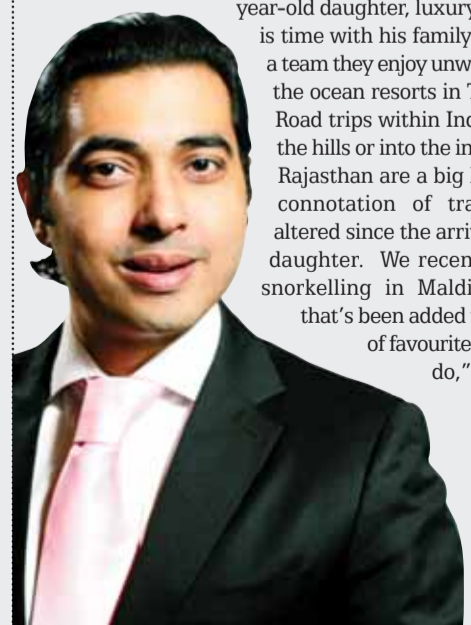 year-old daughter, luxury
is time with his family
a team they enjoy unw
the ocean resorts in
Road trips within Ind
the hills or into the in
Rajasthan are a big
connotation of tra
altered since the arri
daughter. We recen
snorkelling in Maldi
that's been added
of favourite
do,"